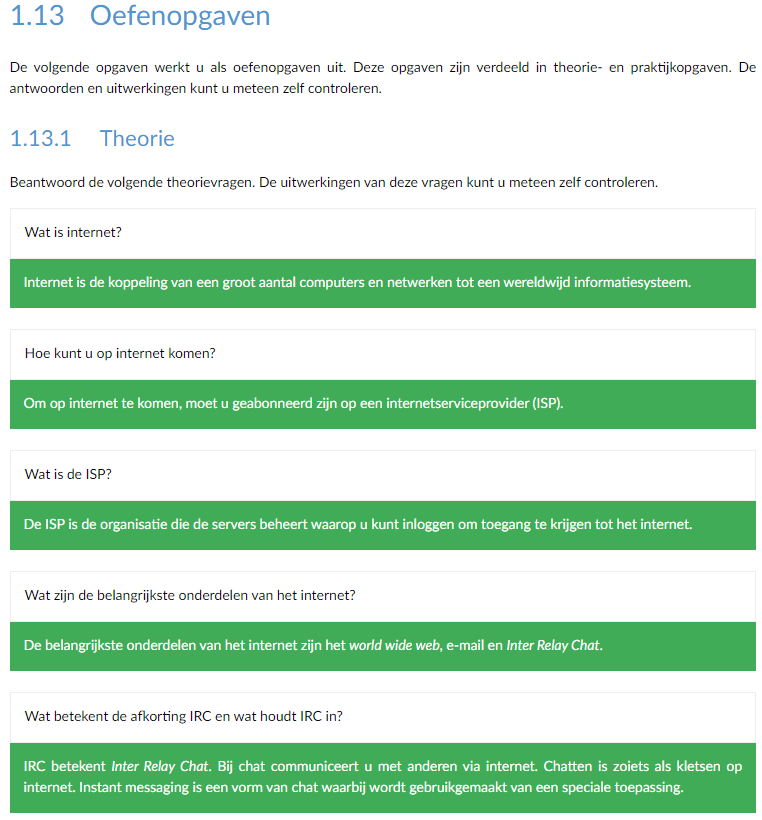 1.13 Oefenopgaven
De volgende opgaven werkt u als oefenopgaven uit. Deze opgaven zijn verdeeld in theorie- en praktijkopgaven. De
antwoorden en uitwerkingen kunt u meteen zelf controleren.
1.13.1 Theorie
Beantwoord de volgende theorievragen. De uitwerkingen van deze vragen kunt u meteen zelf controleren.
Wat is internet?
Internet is de koppeling van een groot aantal computers en netwerken tot een wereldwijd informatiesysteem.
Hoe kunt u op internet komen?
Om op internet te komen, moet u geabonneerd zijn op een internetserviceprovider (ISP).
Wat is de ISP?
De ISP is de organisatie die de servers beheert waarop u kunt inloggen om toegang te krijgen tot het internet.
Wat zijn de belangrijkste onderdelen van het internet?
De belangrijkste onderdelen van het internet zijn het world wide web, e-mail en Inter Relay Chat.
Wat betekent de afkorting IRC en wat houdt IRC in?
IRC betekent Inter Relay Chat. Bij chat communiceert u met anderen via internet. Chatten is zoiets als kletsen op
internet. Instant messaging is een vorm van chat waarbij wordt gebruikgemaakt van een speciale toepassing.